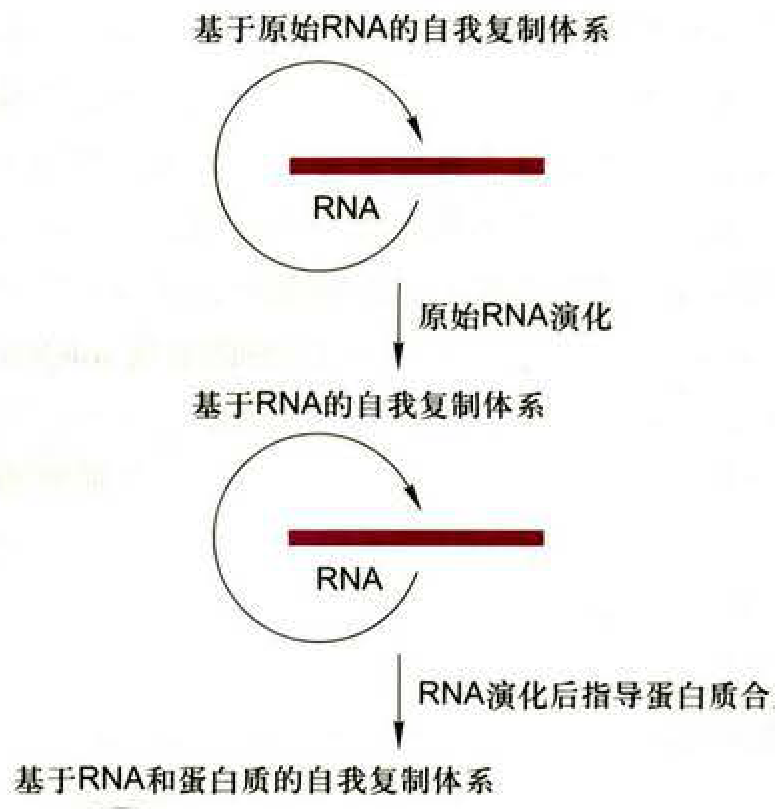 基于原始RNA的自我复制体系
RNA
原始RNA演化
基于RNA的自我复制体系
RNA
RNA演化后指导蛋白质合
基于RNA和蛋白质的自我复制体系